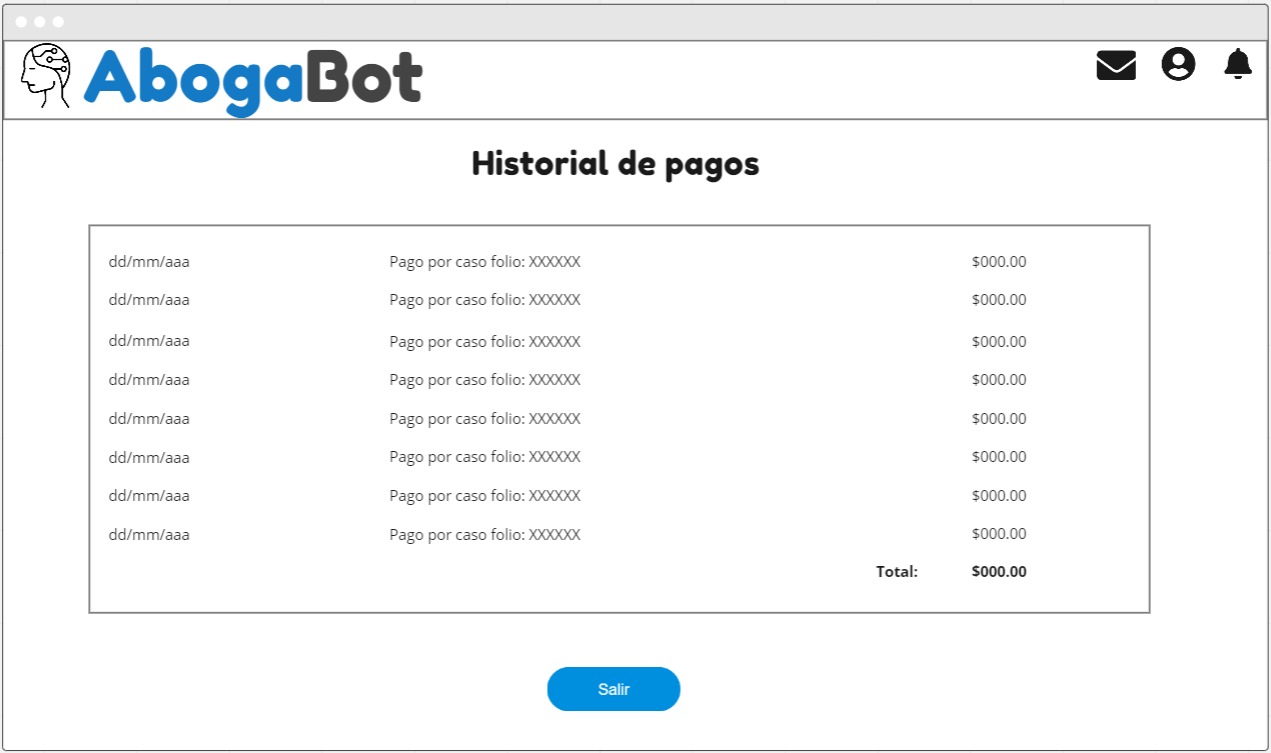 AbogaBot
Historial de pagos
dd/mm/aaa Pago por caso folio: XXXXXX $000.00
dd/mm/aaa Pago por caso folio: XXXXXX $000.00
dd/mm/aaa Pago por caso folio: XXXXXX $000.00
dd/mm/aaa Pago por caso folio: XXXXXX $000.00
dd/mm/aaa Pago por caso folio: XXXXXX $000.00
dd/mm/aaa Pago por caso folio: XXXXXX $000.00
dd/mm/aaa Pago por caso folio: XXXXXX $000.00
dd/mm/aaa Pago por caso folio: XXXXXX $000.00
Total: $000.00
Salir